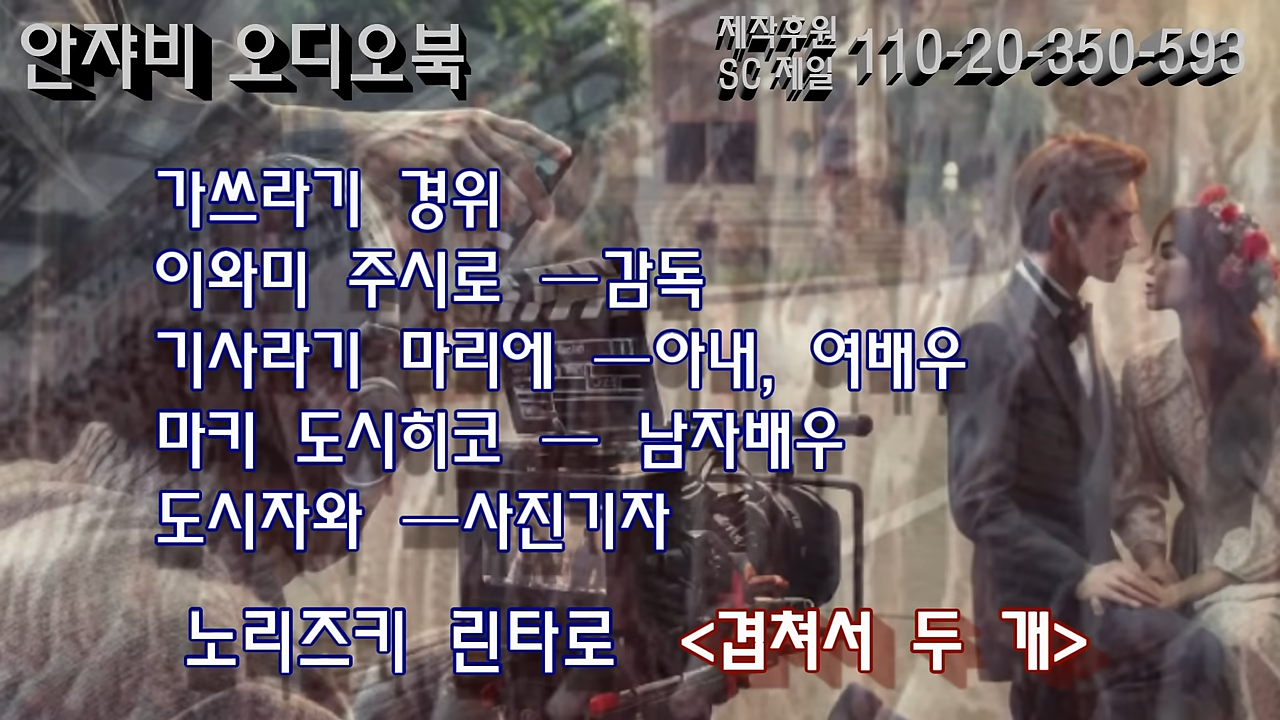 안쟈비 오디오북
제작후원
SC 제일
110-20-350-593
가쓰라기 경위
이와미 주시로 —감독
기사라기 마리에 —아내, 여배우
마키 도시히코 — 남자배우
도시자와 —사진기자
노리즈키 린타로 <겹쳐서 두 개>